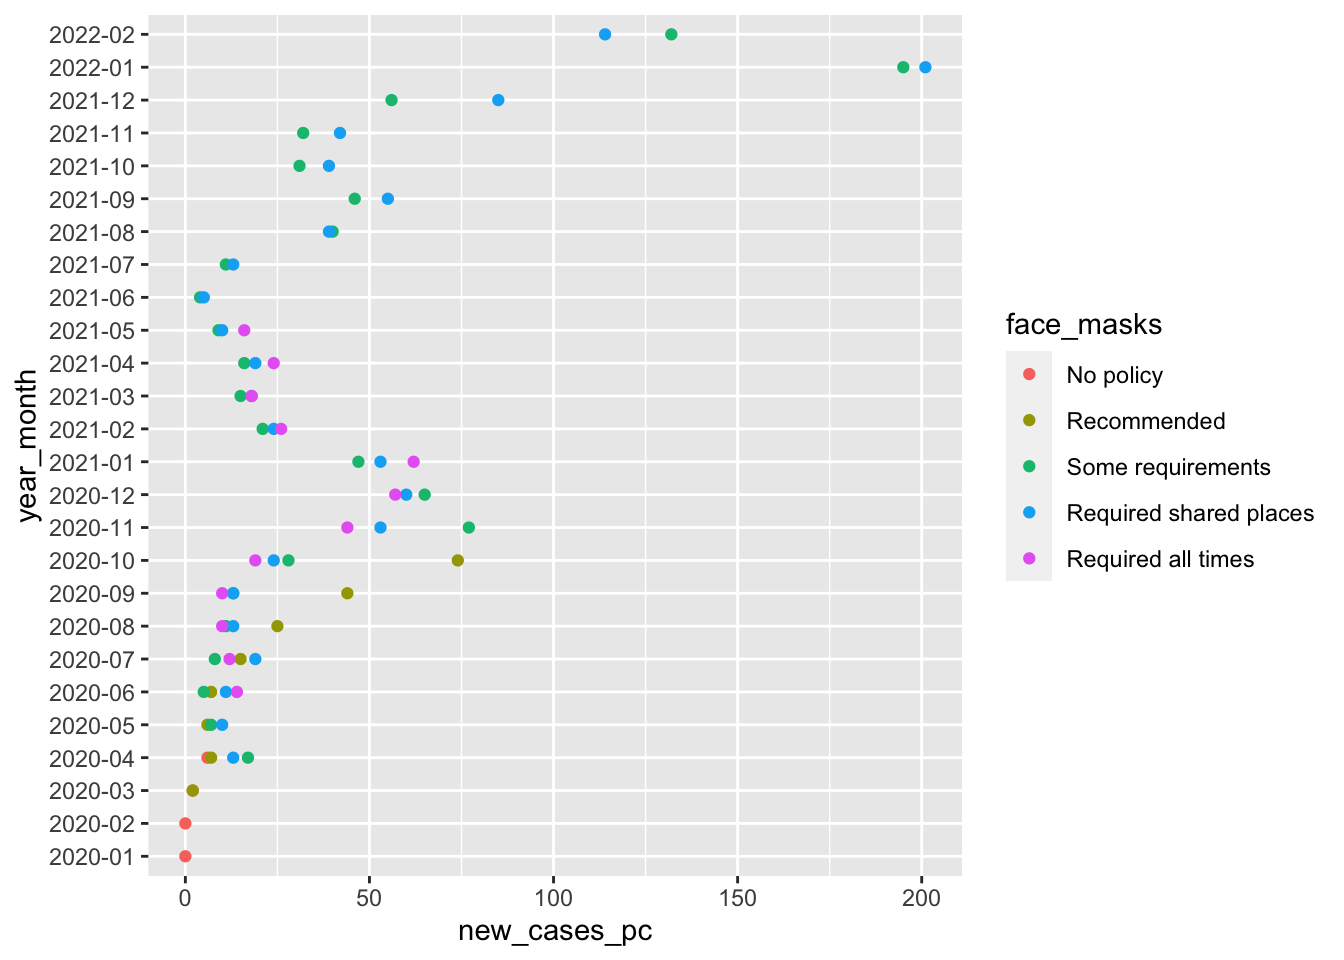 2022-02
2022-01
2021-12
2021-11
2021-10
2021-09
2021-08
2021-07
2021-06
2021-05
2021-04
2021-03
2021-02
2021-01
2020-12
2020-11
2020-10
2020-09
2020-08
2020-07
2020-06
2020-05
2020-04
2020-03
2020-02
2020-01
year_month
0 50 100 150 200
new_cases_pc
face_masks
No policy
Recommended
Some requirements
Required shared places
Required all times